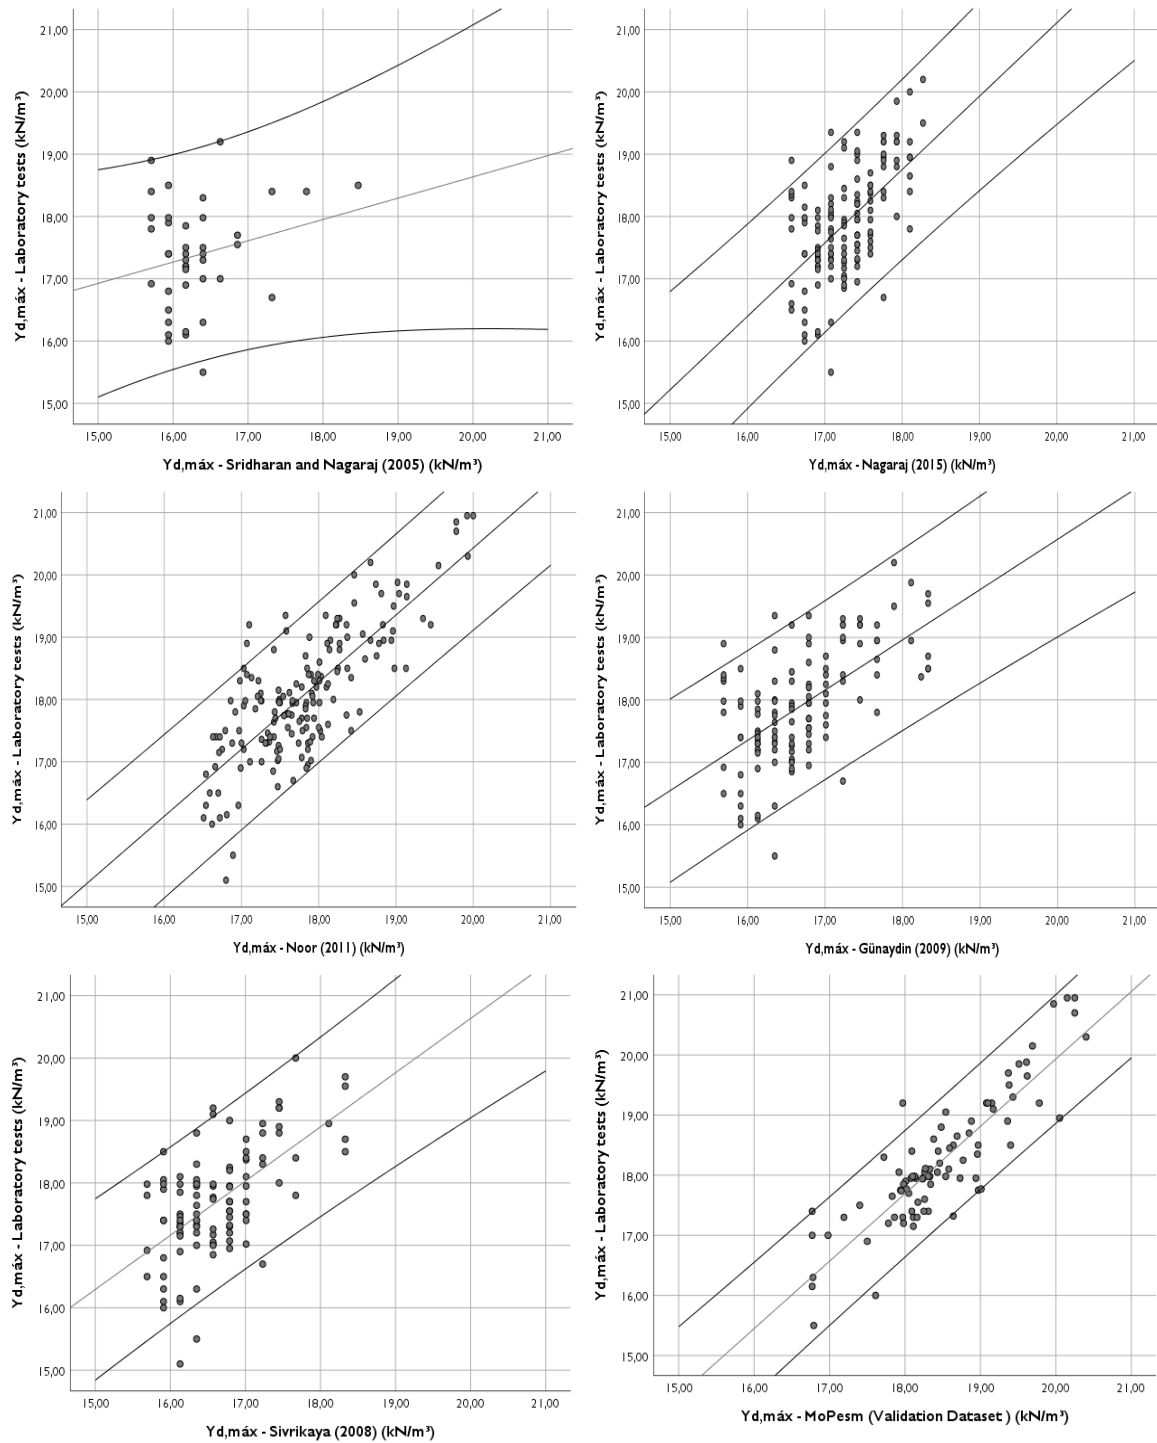 Yd,máx - Laboratory tests (kN/m³)
21,00
20,00
19,00
18,00
17,00
16,00
15,00
15,00 16,00 17,00 18,00 19,00 20,00 21,00
Yd,máx - Sridharan and Nagaraj (2005) (kN/m³)
Yd,máx - Laboratory tests (kN/m³)
21,00
20,00
19,00
18,00
17,00
16,00
15,00
15,00 16,00 17,00 18,00 19,00 20,00 21,00
Yd,máx - Nagaraj (2015) (kN/m³)
Yd,máx - Laboratory tests (kN/m³)
21,00
20,00
19,00
18,00
17,00
16,00
15,00
15,00 16,00 17,00 18,00 19,00 20,00 21,00
Yd,máx - Noor (2011) (kN/m³)
Yd,máx - Laboratory tests (kN/m³)
21,00
20,00
19,00
18,00
17,00
16,00
15,00
15,00 16,00 17,00 18,00 19,00 20,00 21,00
Yd,máx - Günaydin (2009) (kN/m³)
Yd,máx - Laboratory tests (kN/m³)
21,00
20,00
19,00
18,00
17,00
16,00
15,00
15,00 16,00 17,00 18,00 19,00 20,00 21,00
Yd,máx - Sivrikaya (2008) (kN/m³)
Yd,máx - Laboratory tests (kN/m³)
21,00
20,00
19,00
18,00
17,00
16,00
15,00
15,00 16,00 17,00 18,00 19,00 20,00 21,00
Yd,máx - MoPesm (Validation Dataset ) (kN/m³)